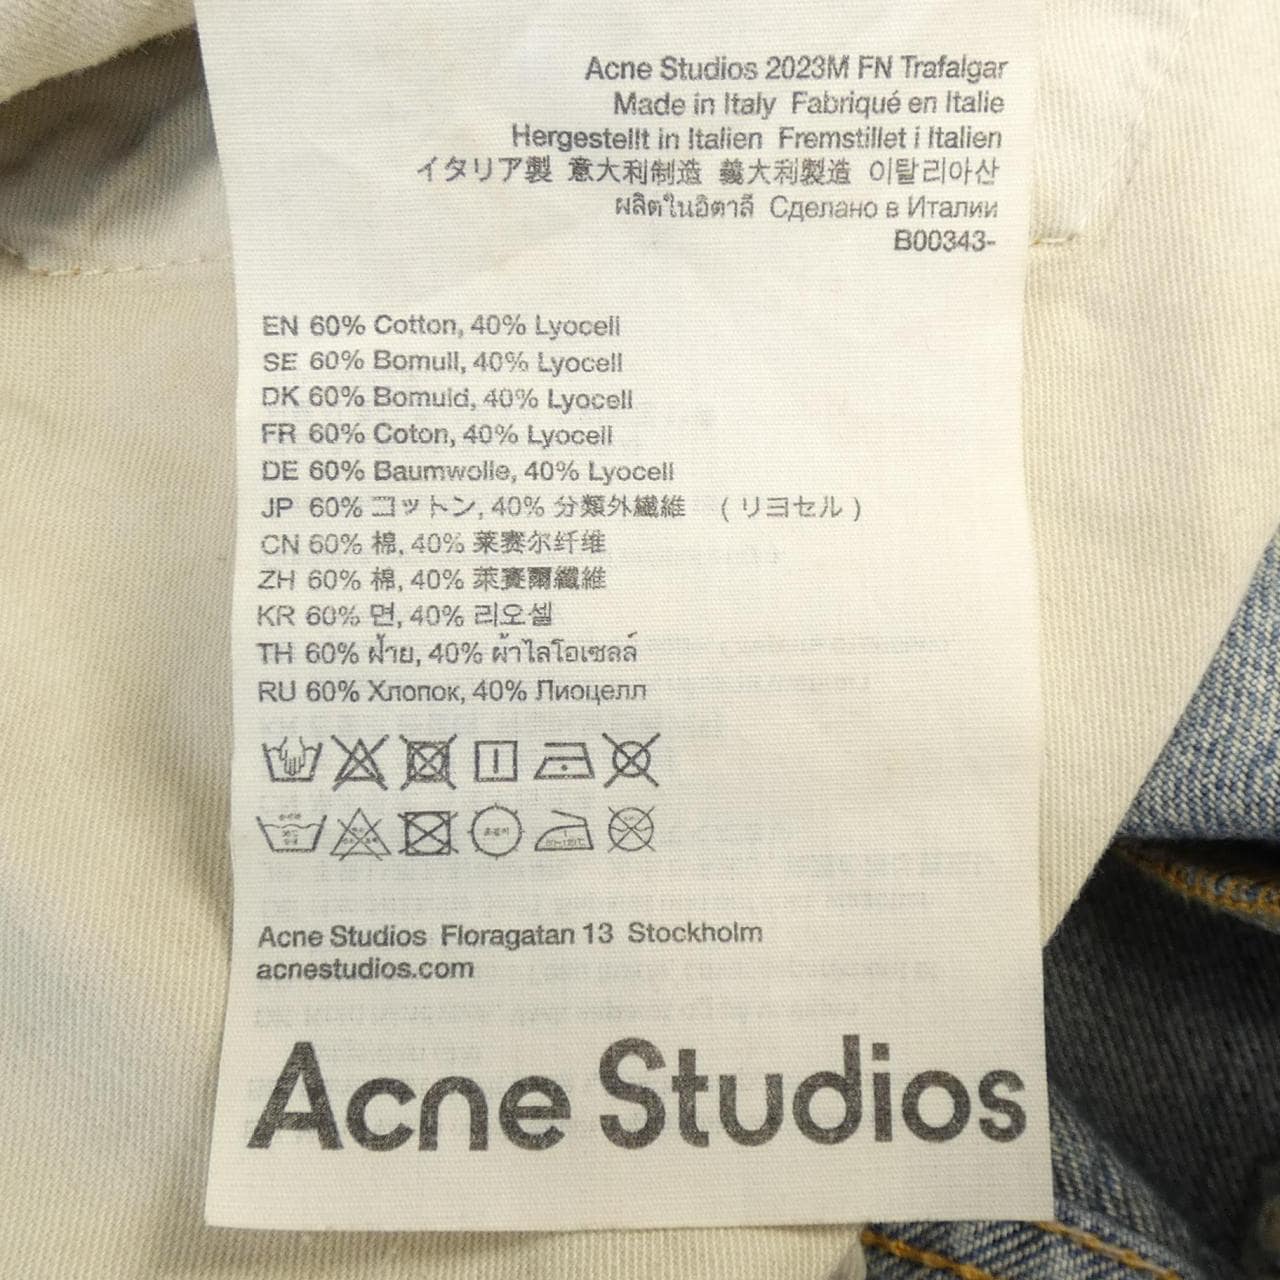 Acne Studios 2023M FN Trafalgar
Made in Italy Fabriqué en Italie
Hergestellt in Italien Fremstillet i Italien
イタリア製 意大利制造 義大利製造 이탈리아산
ผลิตในอิตาลี Сделано в Италии
B00343-
EN 60% Cotton, 40% Lyocell
SE 60% Bomull, 40% Lyocell
DK 60% Bomuld, 40% Lyocell
FR 60% Coton, 40% Lyocell
DE 60% Baumwolle, 40% Lyocell
JP 60% コットン, 40% 分類外繊維 (リヨセル)
CN 60% 棉, 40% 莱赛尔纤维
ZH 60% 棉, 40% 萊賽爾纖維
KR 60% 면, 40% 리오셀
TH 60% ฝ้าย, 40% ผ้าไลโอเซลล์
RU 60% Хлопок, 40% Лиоцелл
Acne Studios Floragatan 13 Stockholm
acnestudios.com
Acne Studios